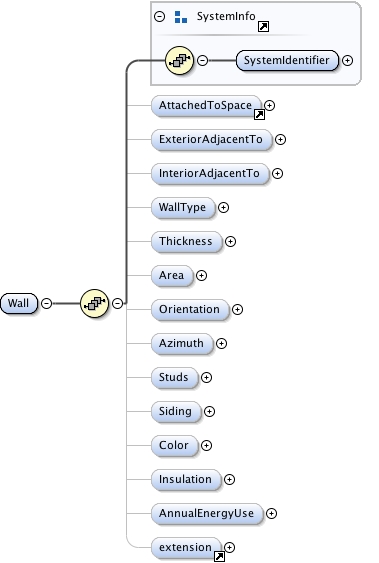 SystemInfo
SystemIdentifier
AttachedToSpace
ExteriorAdjacentTo
InteriorAdjacentTo
WallType
Thickness
Area
Wall
Orientation
Azimuth
Studs
Siding
Color
Insulation
AnnualEnergyUse
extension